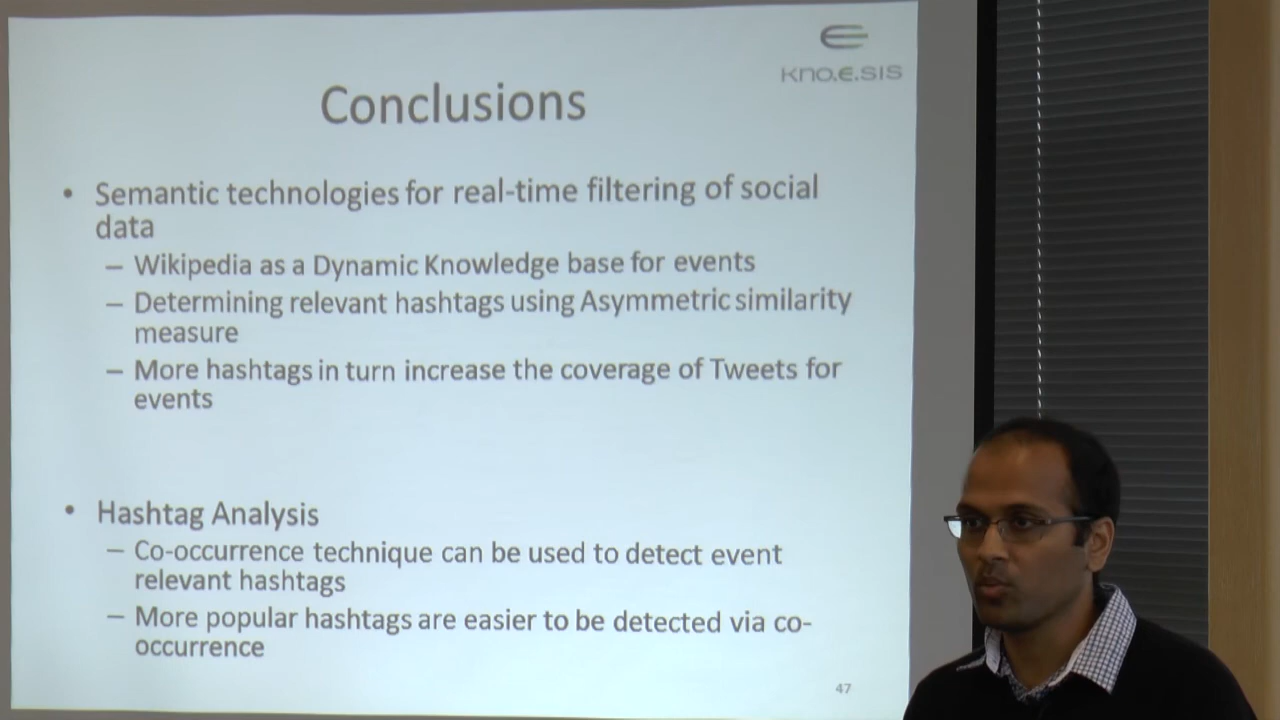 KNO.E.SIS
Conclusions
• Semantic technologies for real-time filtering of social
data
– Wikipedia as a Dynamic Knowledge base for events
– Determining relevant hashtags using Asymmetric similarity
measure
– More hashtags in turn increase the coverage of Tweets for
events
• Hashtag Analysis
– Co-occurrence technique can be used to detect event
relevant hashtags
– More popular hashtags are easier to be detected via co-
occurrence
47